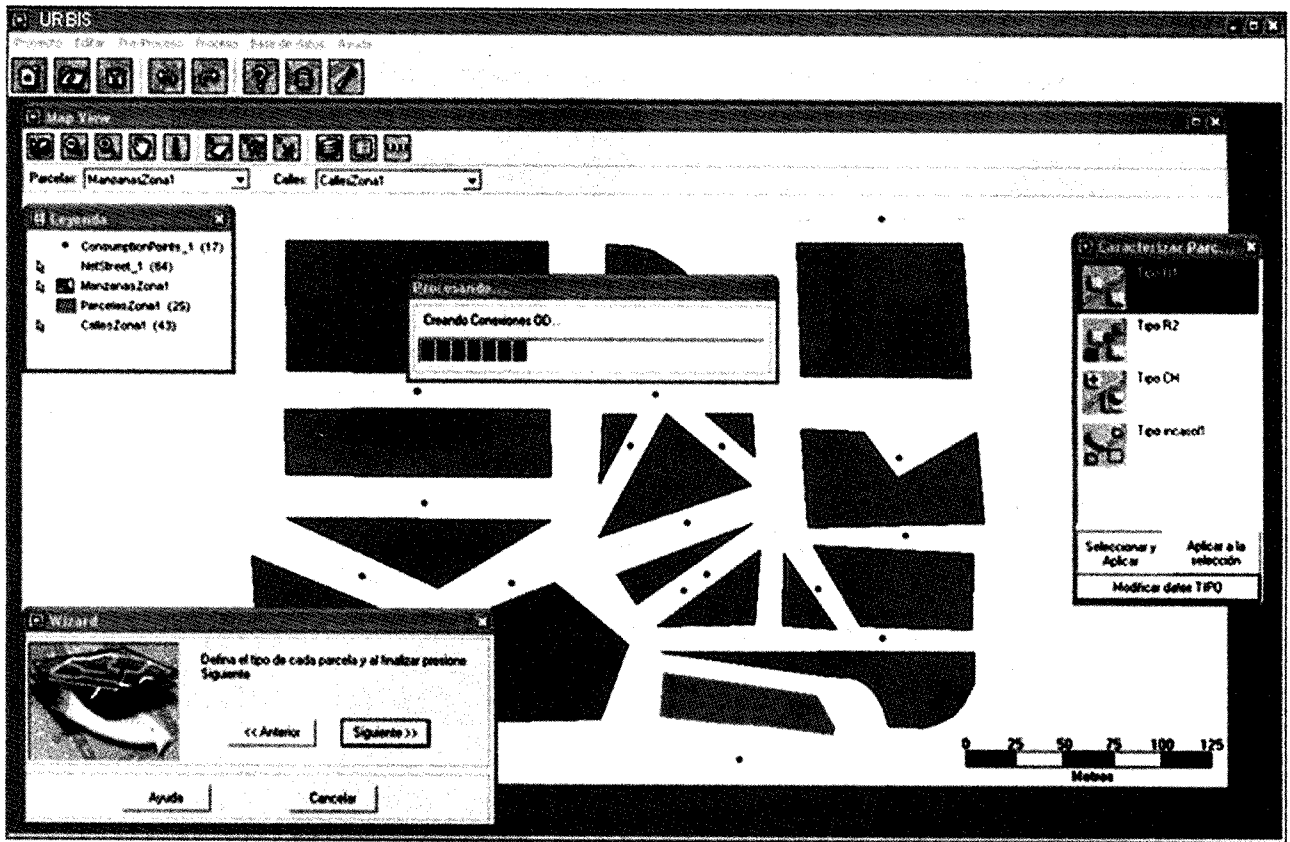 URBIS
Proyecto Editar Pre-Proceso Proceso Base de datos Ayuda
Map View
Parcelas: ManzanasZona1 Calles: CallesZona1
Leyenda
ConsumptionPoints_1 (17)
NetStreet_1 (64)
ManzanasZona1
ParcelasZona1 (25)
CallesZona1 (43)
Procesando...
Creando Conexiones OD...
Caracterizar Parc...
Tipo R2
Tipo CH
Tipo incasol1
Seleccionar y Aplicar
Aplicar a la selección
Modificar datos TIPO
Wizard
Defina el tipo de cada parcela y al finalizar presione
Siguiente
<< Anterior Siguiente >>
Ayuda Cancelar
0 25 50 75 100 125
Metros